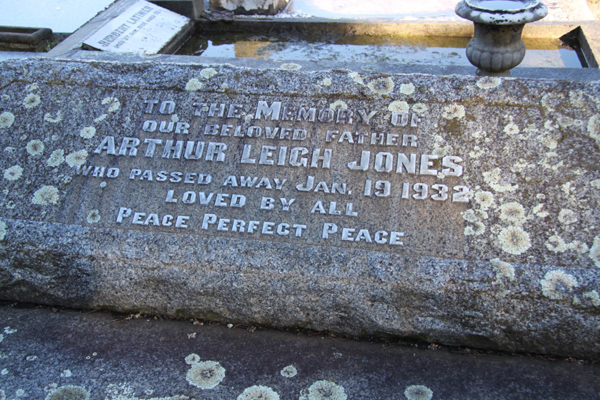 TO THE MEMORY OF
OUR BELOVED FATHER
ARTHUR LEIGH JONES
WHO PASSED AWAY JAN. 19 1932
LOVED BY ALL
PEACE PERFECT PEACE